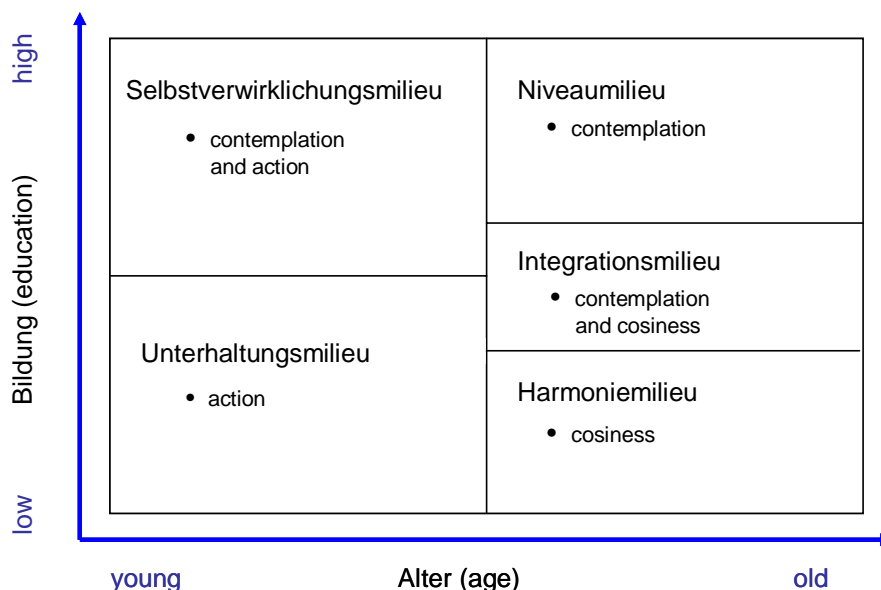 high
Bildung (education)
low
Selbstverwirklichungsmilieu
• contemplation
and action
Niveaumilieu
• contemplation
Integrationsmilieu
• contemplation
and cosiness
Unterhaltungsmilieu
• action
Harmoniemilieu
• cosiness
young
Alter (age)
old